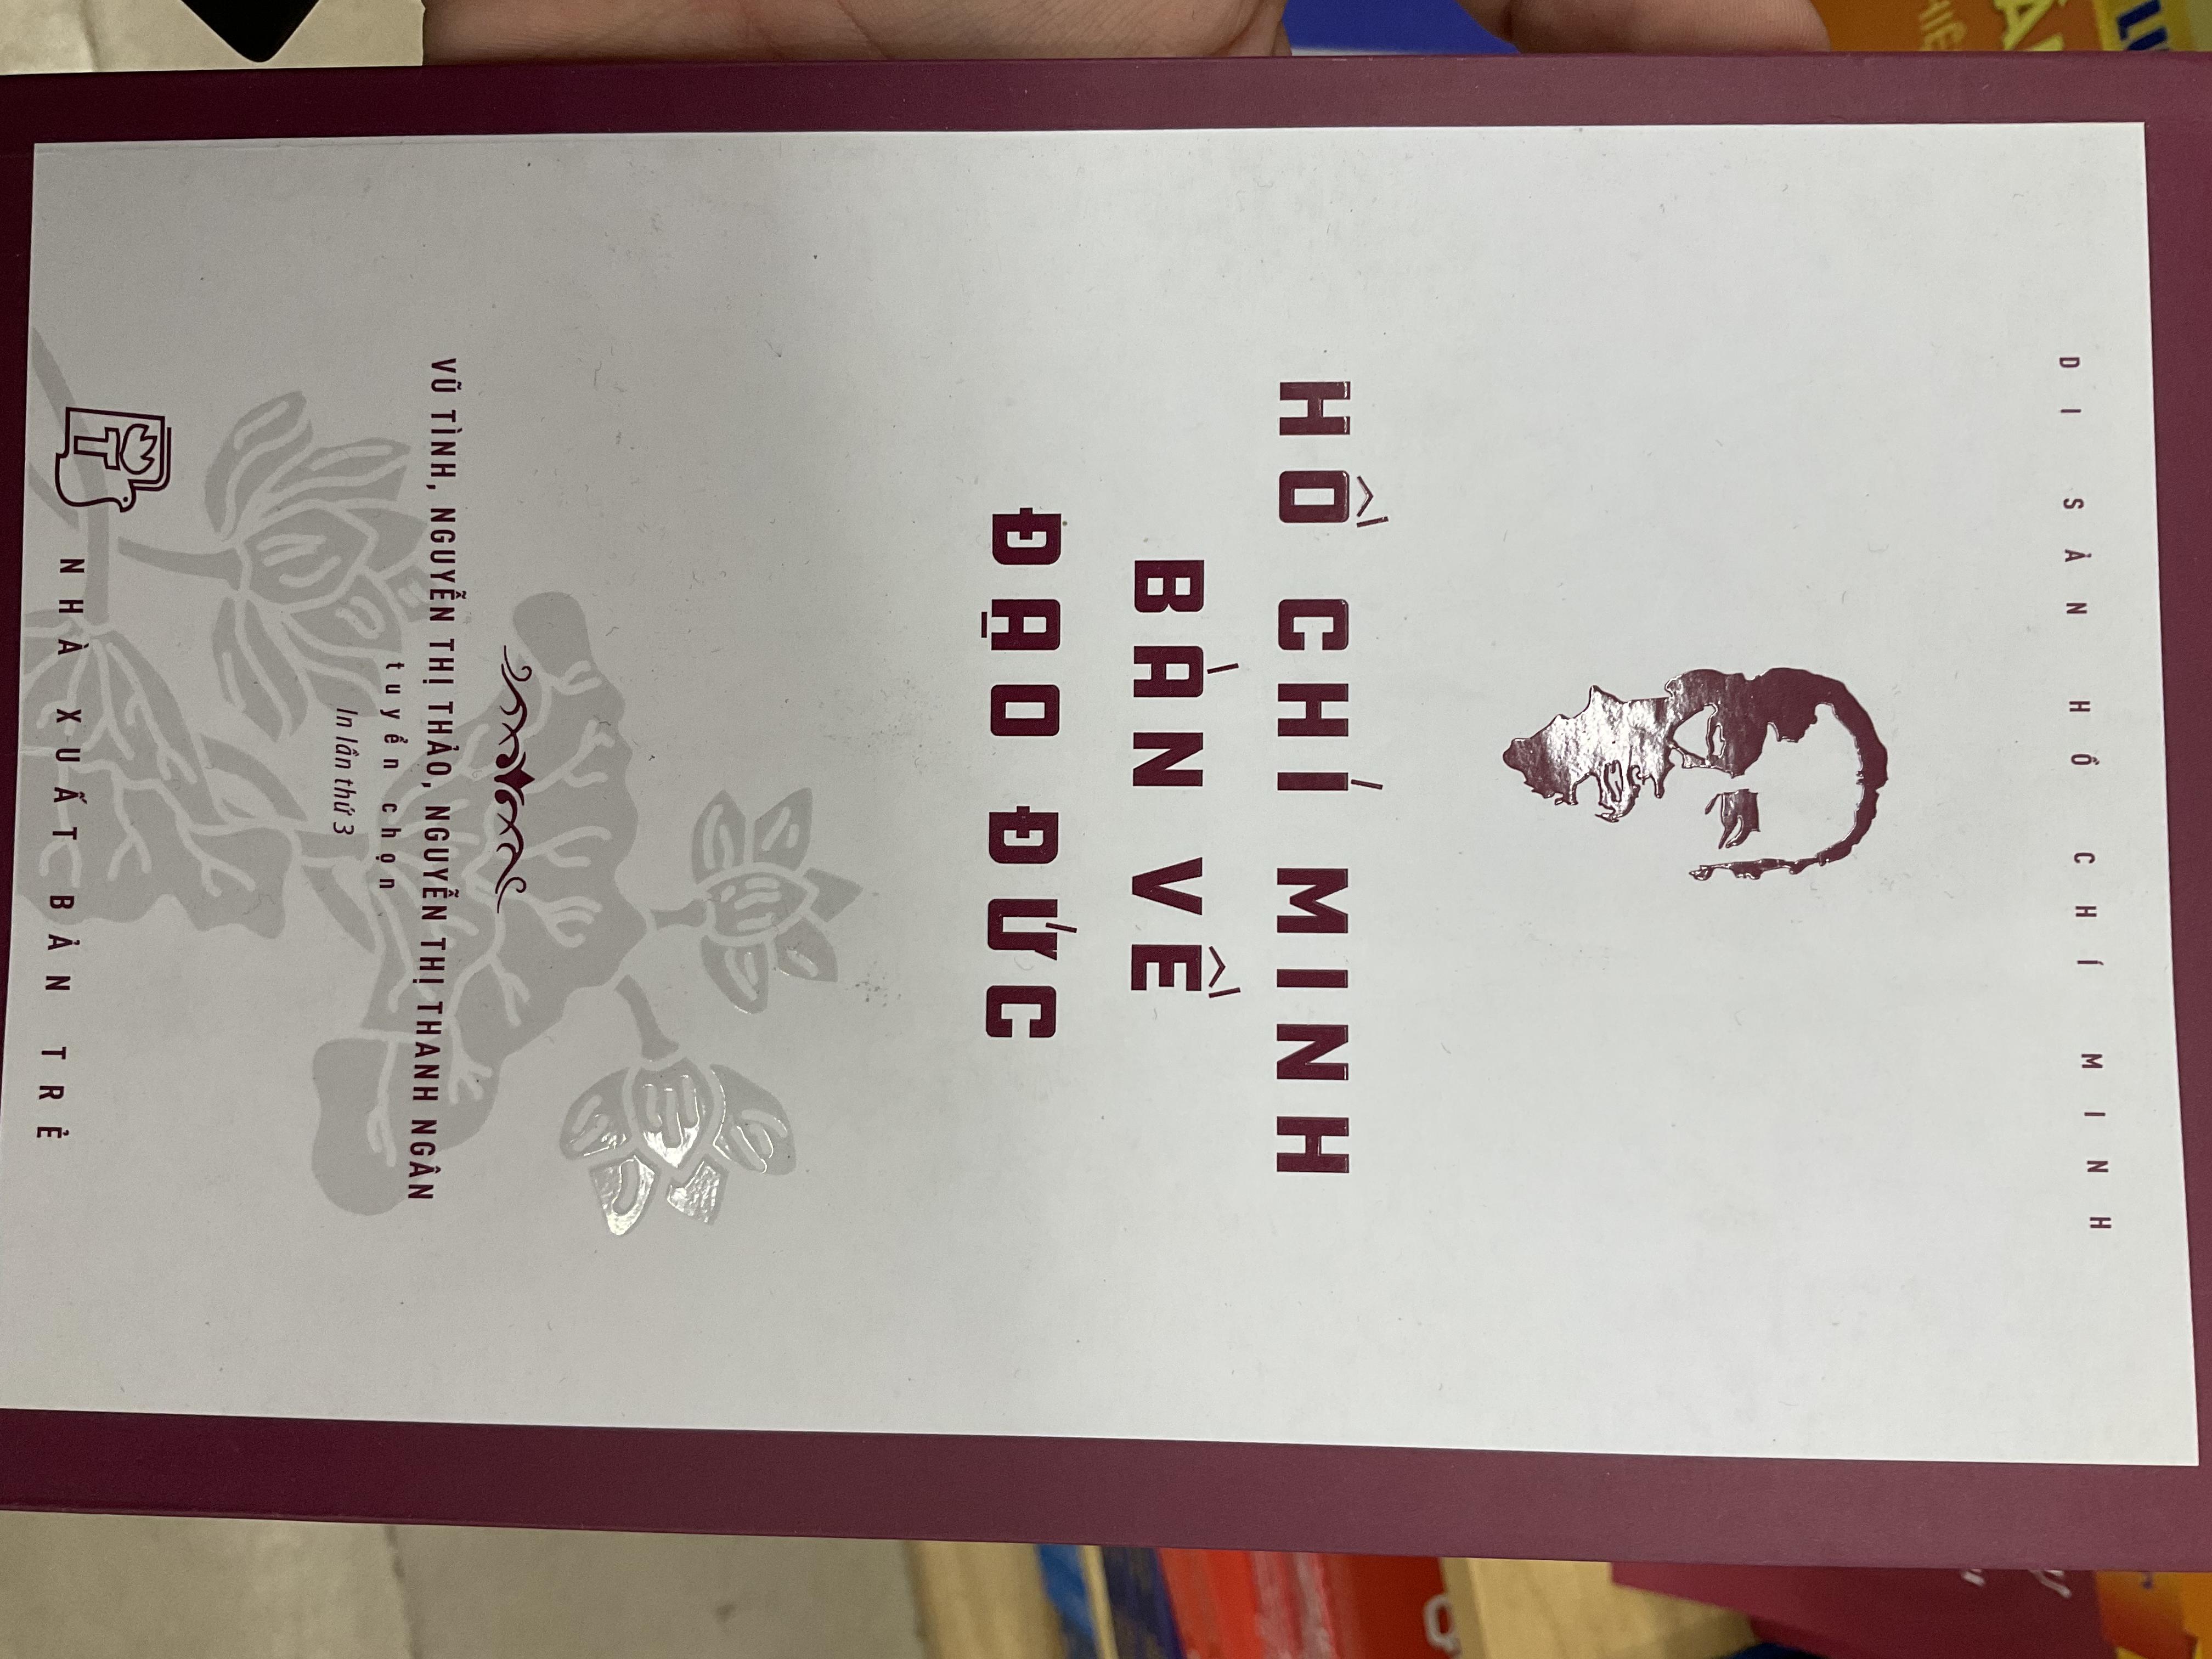 DI SẢN HỒ CHÍ MINH
HỒ CHÍ MINH
BÀN VỀ
ĐẠO ĐỨC
VŨ TÌNH, NGUYỄN THỊ THẢO, NGUYỄN THỊ THANH NGÂN
tuyển chọn
In lần thứ 3
T
NHÀ XUẤT BẢN TRẺ